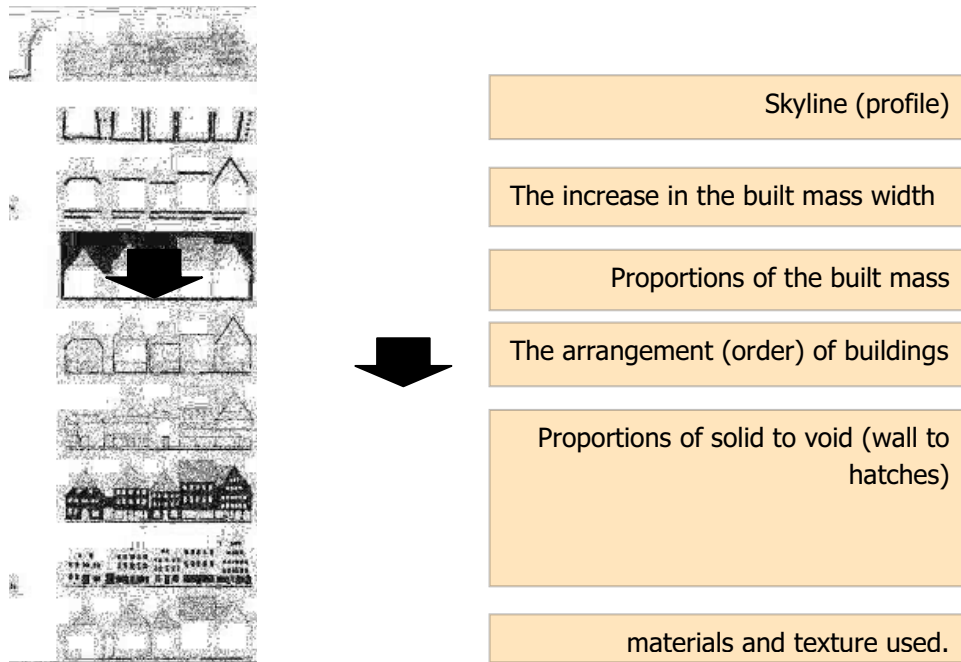 Skyline (profile)
The increase in the built mass width
Proportions of the built mass
The arrangement (order) of buildings
Proportions of solid to void (wall to
hatches)
materials and texture used.